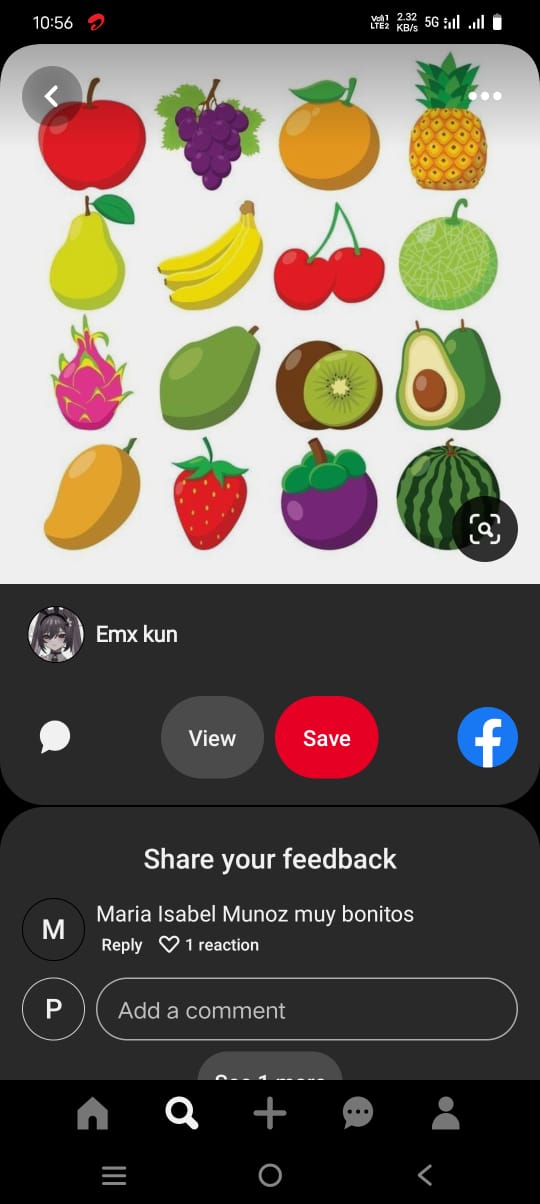 10:56
Vo))1 2.32 5G
LTE2 KB/s
Emx kun
View
Save
Share your feedback
M
Maria Isabel Munoz muy bonitos
Reply 1 reaction
P
Add a comment